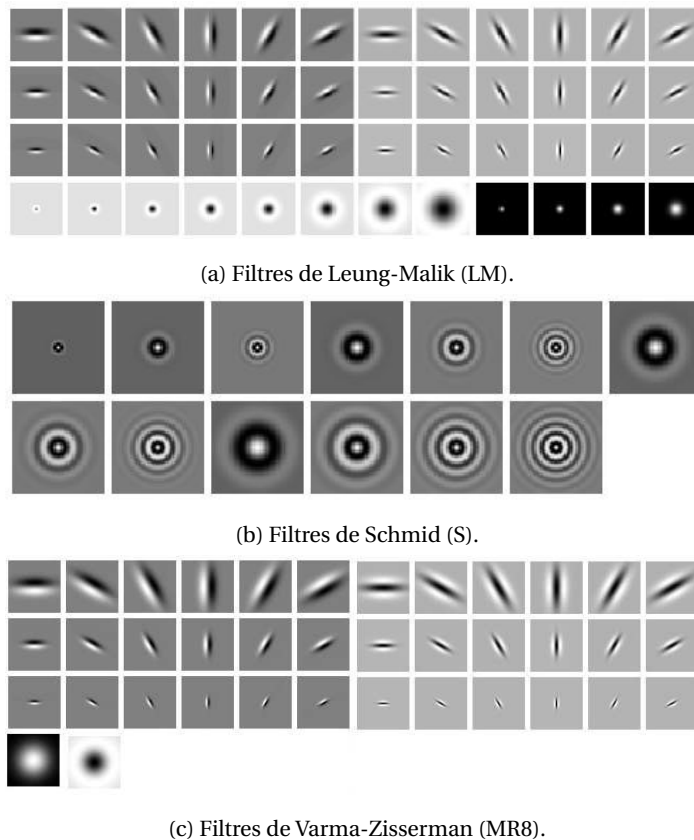 (a) Filtres de Leung-Malik (LM).
(b) Filtres de Schmid (S).
(c) Filtres de Varma-Zisserman (MR8).